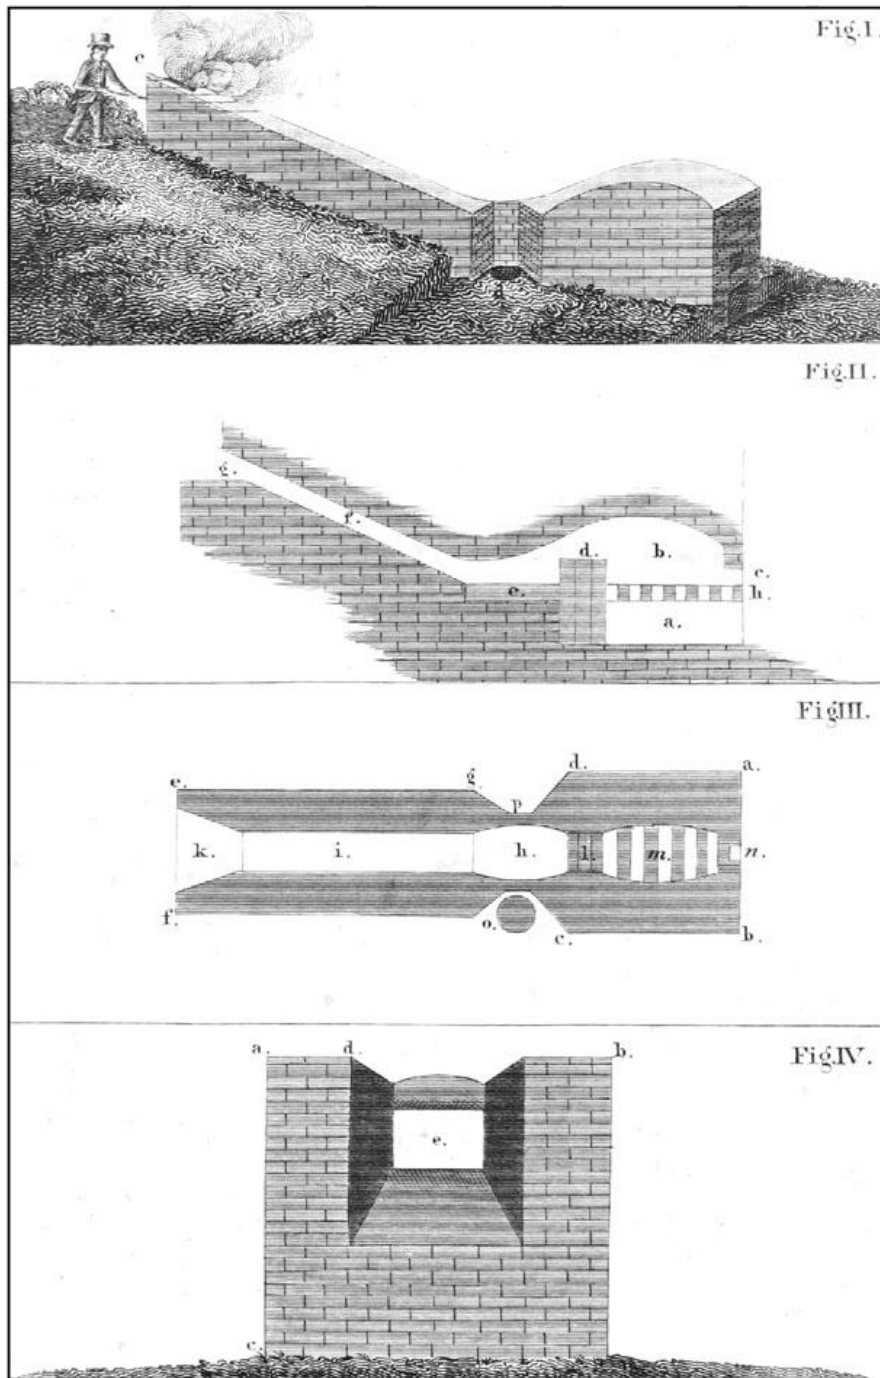 Fig.I.
c
Fig.II.
g.
f.
d.
b.
c.
e.
h.
a.
Fig.III.
d.
a.
e.
g.
p
k.
i.
h.
l.
m.
n.
f.
o.
c.
b.
a.
d.
b.
Fig.IV.
e.
c.